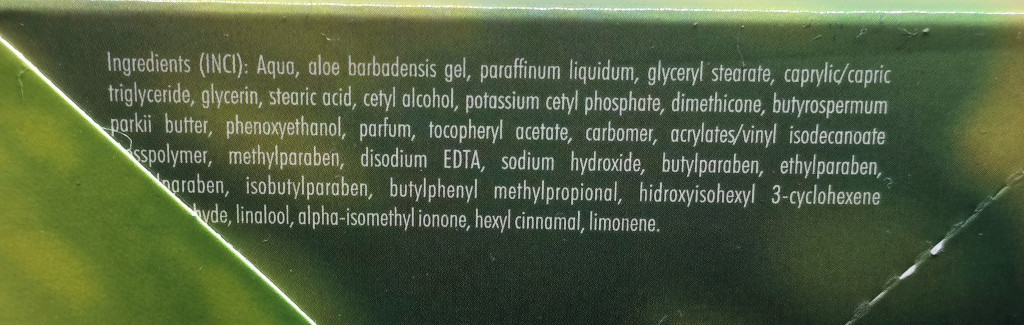 Ingredients (INCI): Aqua, aloe barbadensis gel, paraffinum liquidum, glyceryl stearate, caprylic/capric
triglyceride, glycerin, stearic acid, cetyl alcohol, potassium cetyl phosphate, dimethicone, butyrospermum
parkii butter, phenoxyethanol, parfum, tocopheryl acetate, carbomer, acrylates/vinyl isodecanoate
sspolymer, methylparaben, disodium EDTA, sodium hydroxide, butylparaben, ethylparaben,
paraben, isobutylparaben, butylphenyl methylpropional, hidroxyisohexyl 3-cyclohexene
hyde, linalool, alpha-isomethyl ionone, hexyl cinnamal, limonene.